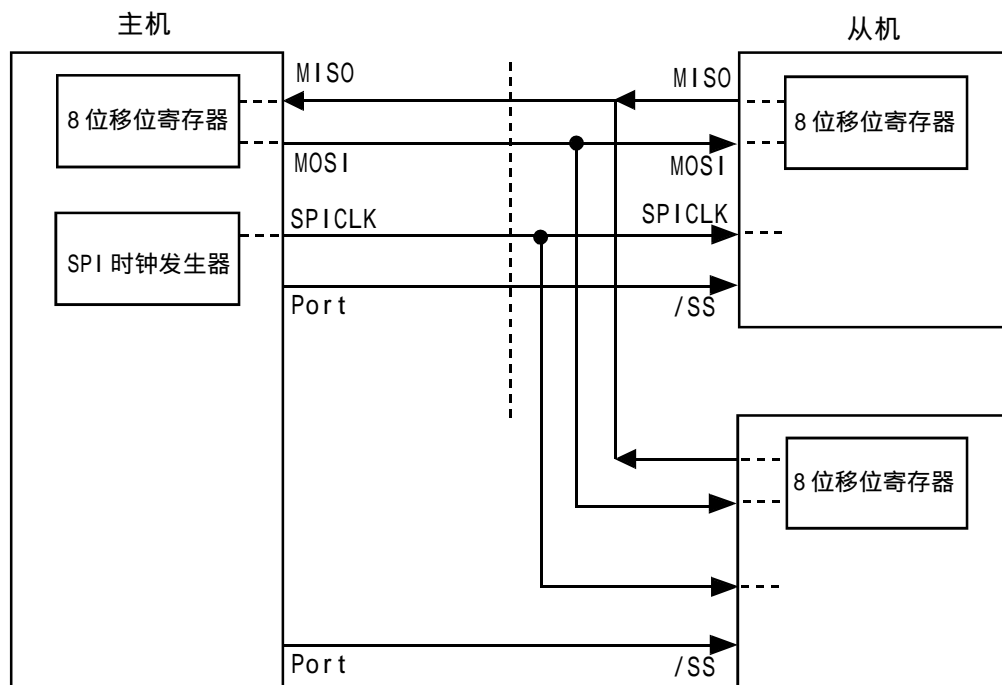 主机
从机
MISO
MISO
8位移位寄存器
8位移位寄存器
MOSI
MOSI
SPICLK
SPICLK
SPI时钟发生器
Port
/SS
8位移位寄存器
Port
/SS